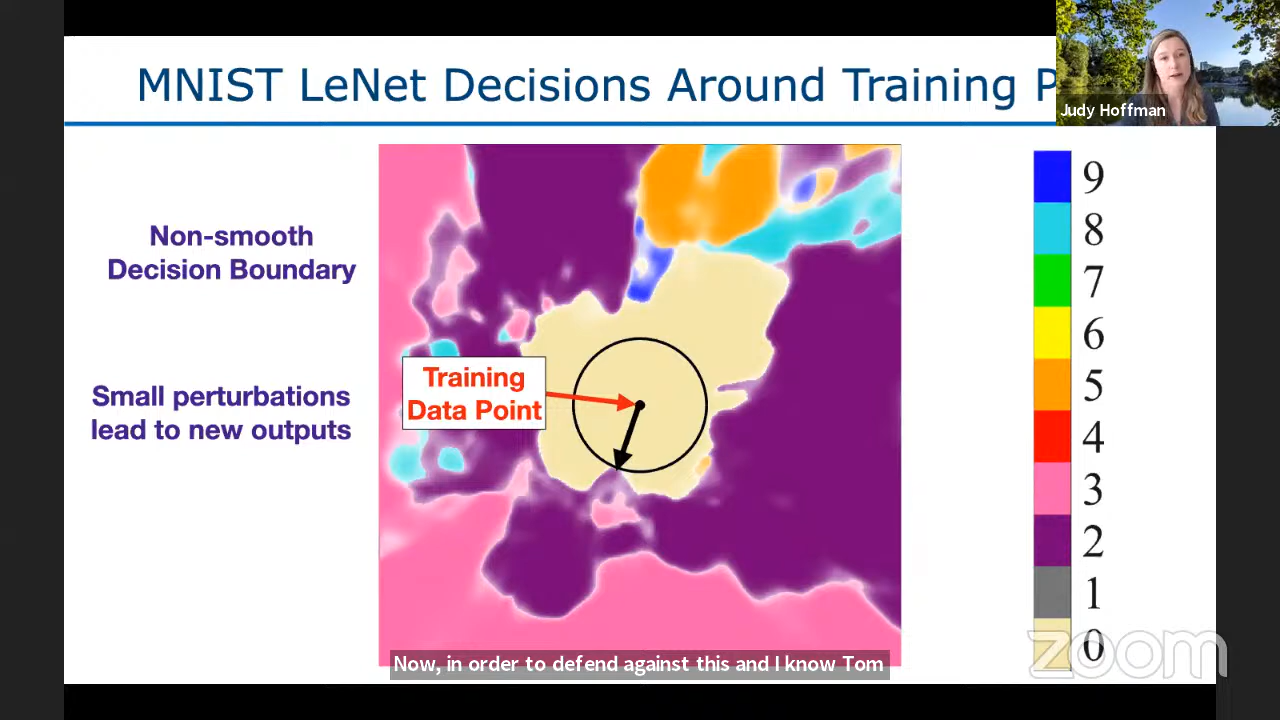 MNIST LeNet Decisions Around Training P
Judy Hoffman
Non-smooth
Decision Boundary
Small perturbations
lead to new outputs
Training
Data Point
9
8
7
6
5
4
3
2
1
0
zoom
Now, in order to defend against this and I know Tom